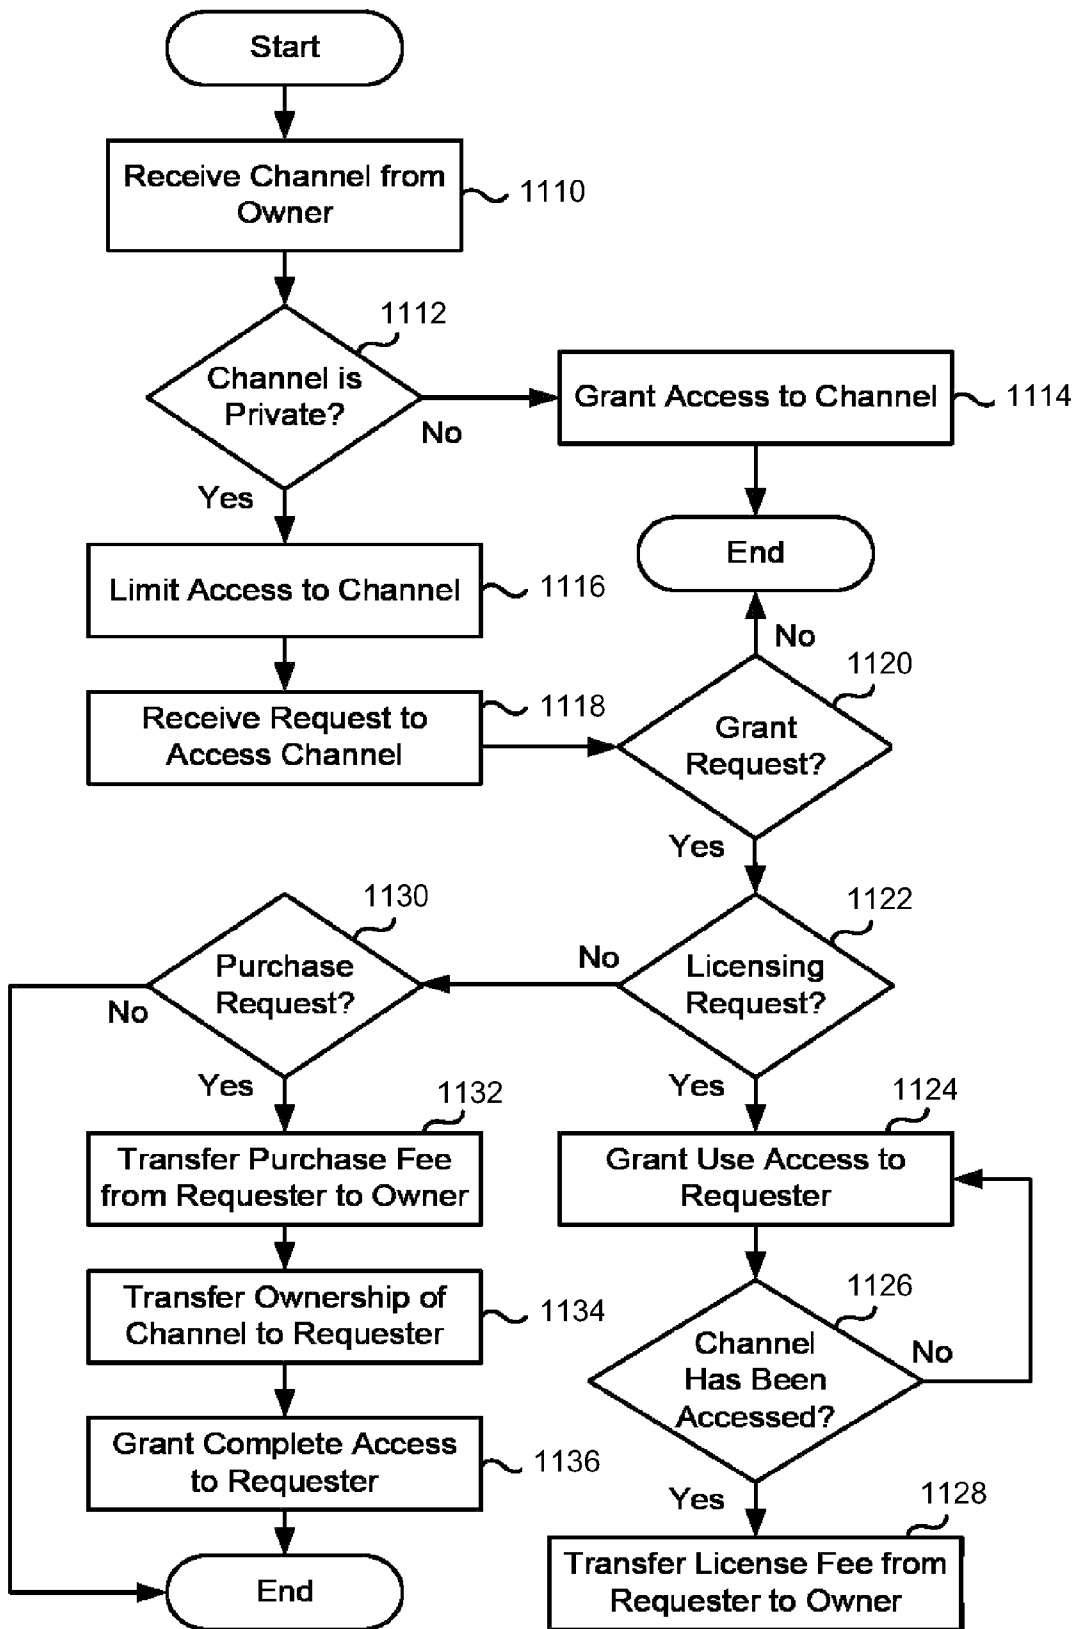 Start
Receive Channel from
Owner
1110
1112
Channel is
Private?
No
Yes
Grant Access to Channel
1114
End
Limit Access to Channel
1116
Receive Request to
Access Channel
1118
No
1120
Grant
Request?
Yes
1122
Licensing
Request?
No
Yes
1130
Purchase
Request?
No
Yes
1132
Transfer Purchase Fee
from Requester to Owner
Transfer Ownership of
Channel to Requester
1134
Grant Complete Access
to Requester
1136
End
1124
Grant Use Access to
Requester
1126
Channel
Has Been
Accessed?
No
Yes
1128
Transfer License Fee from
Requester to Owner